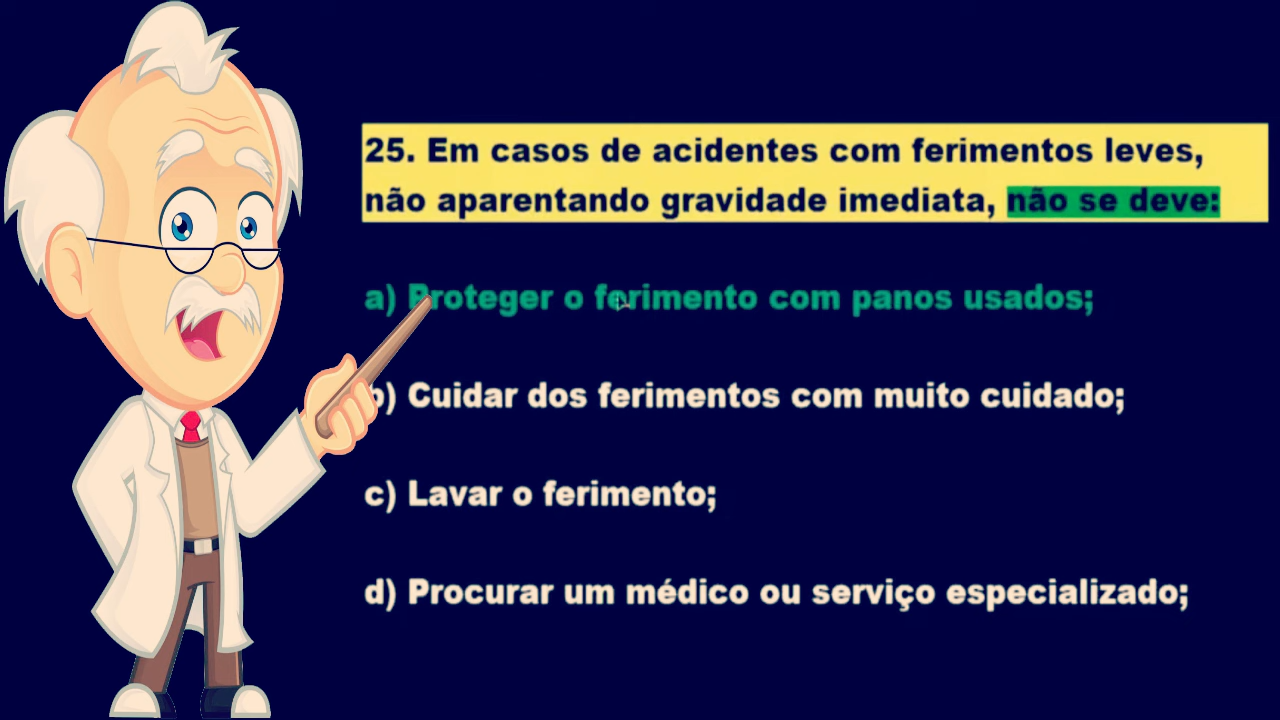 25. Em casos de acidentes com ferimentos leves,
não aparentando gravidade imediata, não se deve:
a) Proteger o ferimento com panos usados;
b) Cuidar dos ferimentos com muito cuidado;
c) Lavar o ferimento;
d) Procurar um médico ou serviço especializado;